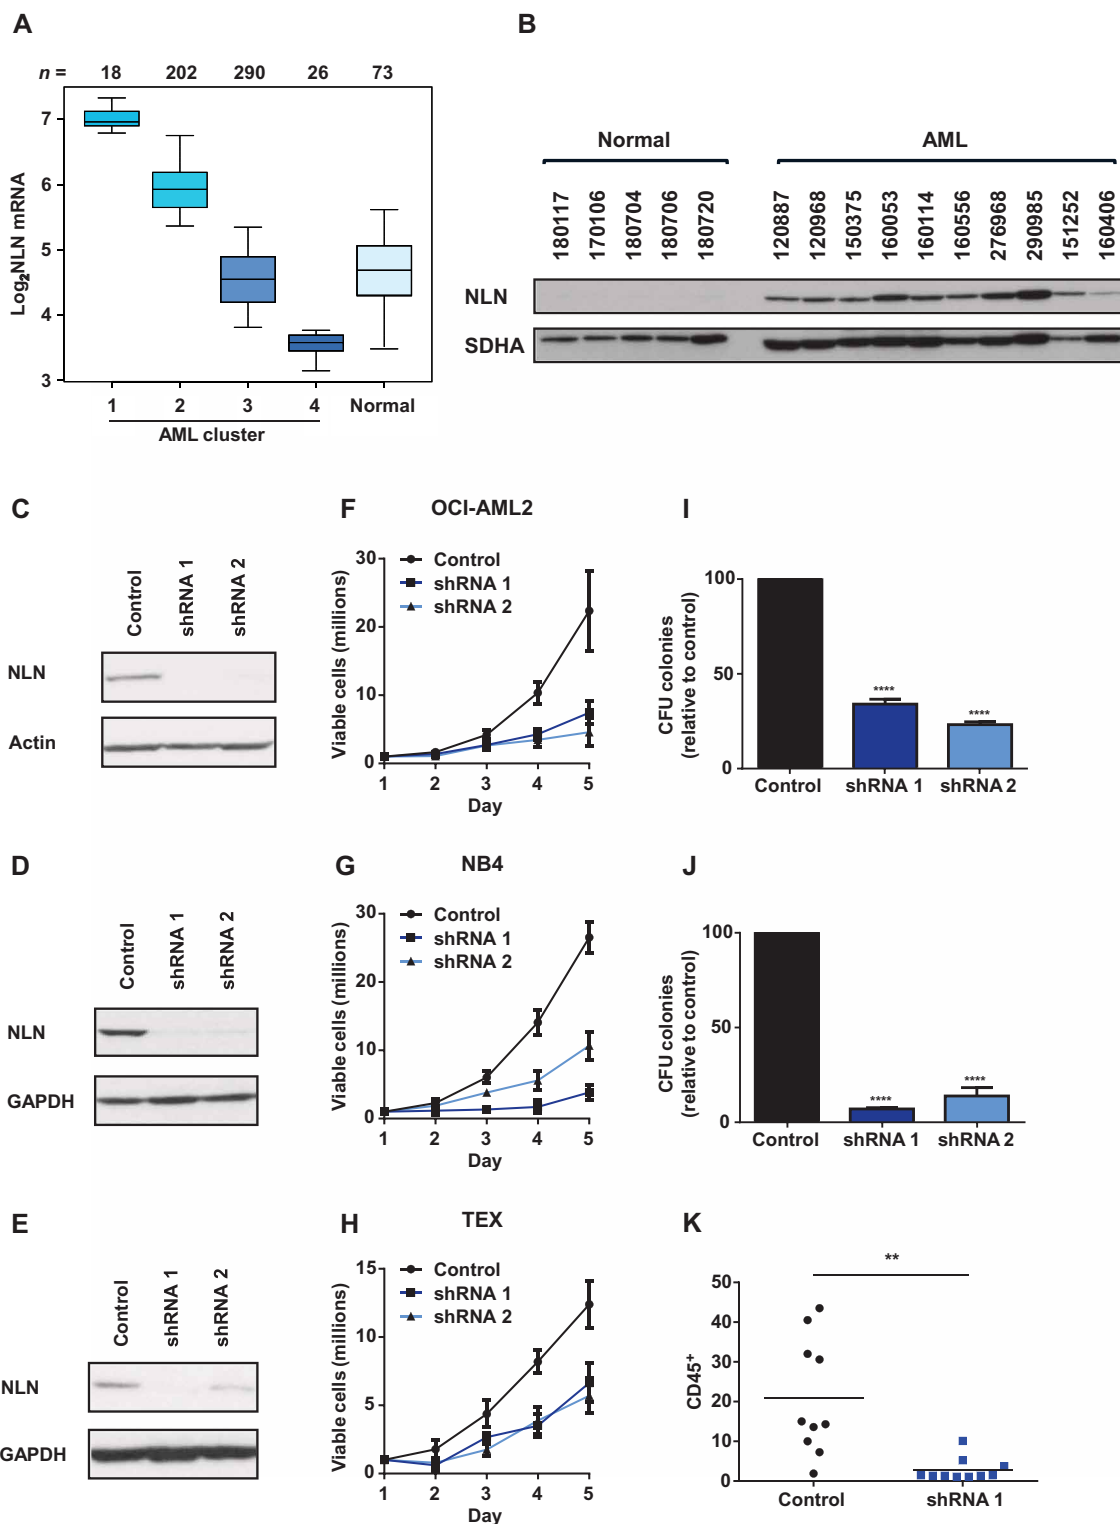 A
n = 18 202 290 26 73
Log2NLN mRNA
7
6
5
4
3
1 2 3 4 Normal
AML cluster
B
Normal AML
180117 170106 180704 180706 180720 120887 120968 150375 160053 160114 160556 276968 290985 151252 160406
NLN
SDHA
C
Control shRNA 1 shRNA 2
NLN
Actin
F
OCI-AML2
Control
shRNA 1
shRNA 2
Viable cells (millions)
30
20
10
0
1 2 3 4 5
Day
I
CFU colonies
(relative to control)
100
50
0
**** ****
Control shRNA 1 shRNA 2
D
Control shRNA 1 shRNA 2
NLN
GAPDH
G
NB4
Control
shRNA 1
shRNA 2
Viable cells (millions)
30
20
10
0
1 2 3 4 5
Day
J
CFU colonies
(relative to control)
100
50
0
**** ****
Control shRNA 1 shRNA 2
E
Control shRNA 1 shRNA 2
NLN
GAPDH
H
TEX
Control
shRNA 1
shRNA 2
Viable cells (millions)
15
10
5
0
1 2 3 4 5
Day
K
**
CD45+
50
40
30
20
10
0
Control shRNA 1